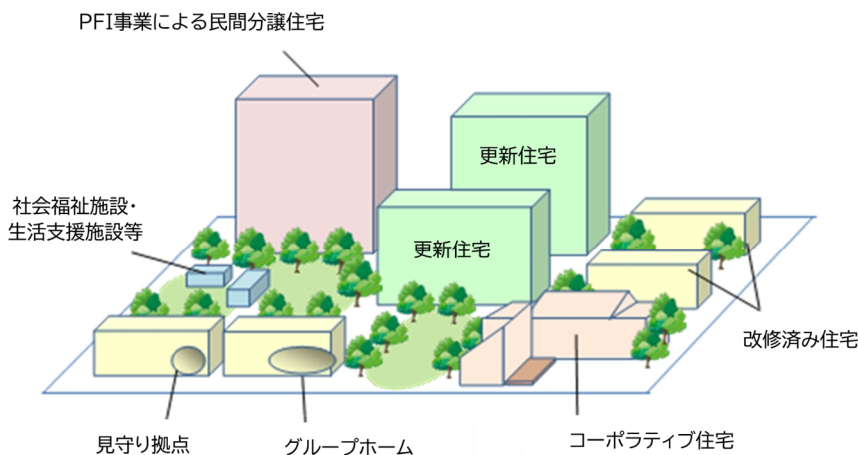 PFI事業による民間分譲住宅
更新住宅
社会福祉施設・
生活支援施設等
更新住宅
改修済み住宅
見守り拠点
グループホーム
コーポラティブ住宅